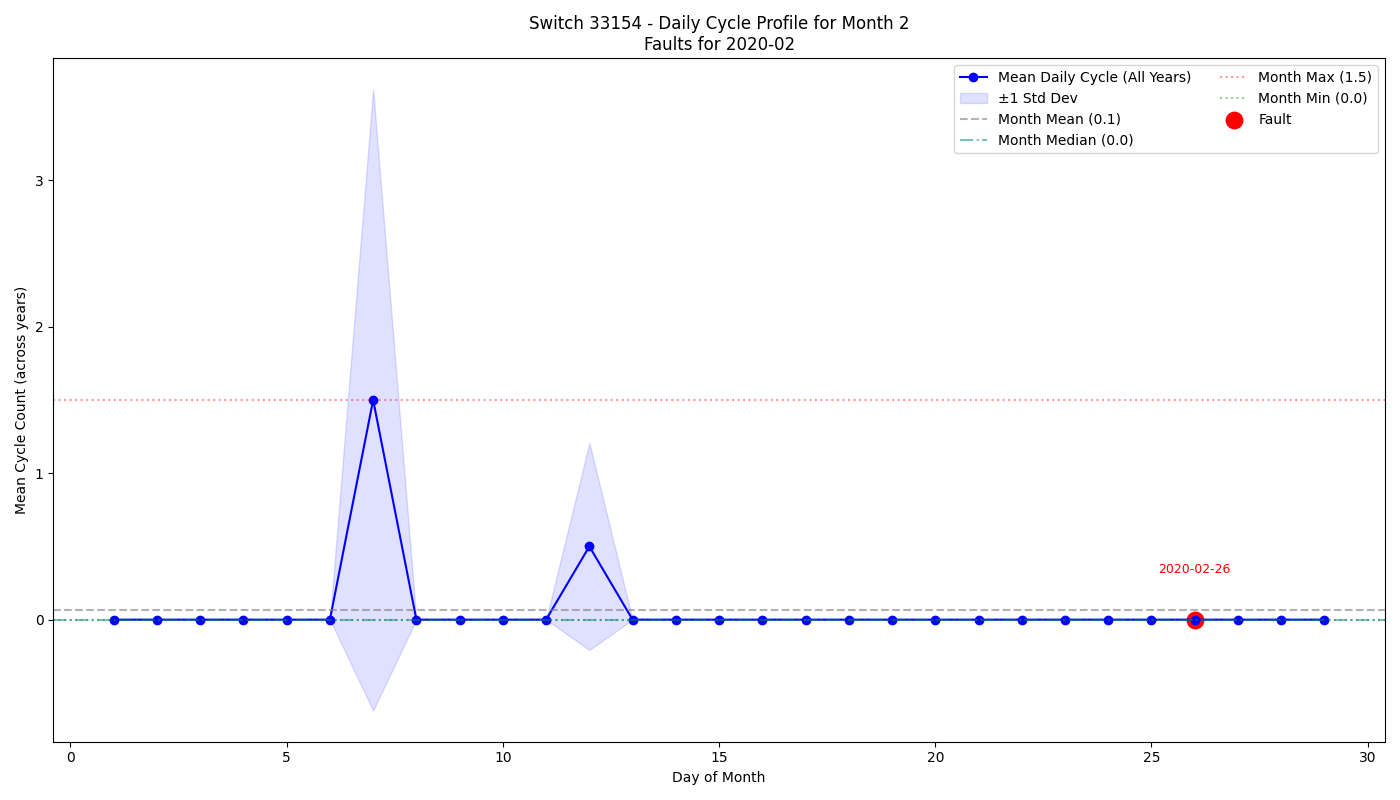 Switch 33154 - Daily Cycle Profile for Month 2
Faults for 2020-02
Mean Daily Cycle (All Years)
±1 Std Dev
Month Mean (0.1)
Month Median (0.0)
Month Max (1.5)
Month Min (0.0)
Fault
Mean Cycle Count (across years)
3
2
1
0
2020-02-26
0 5 10 15 20 25 30
Day of Month